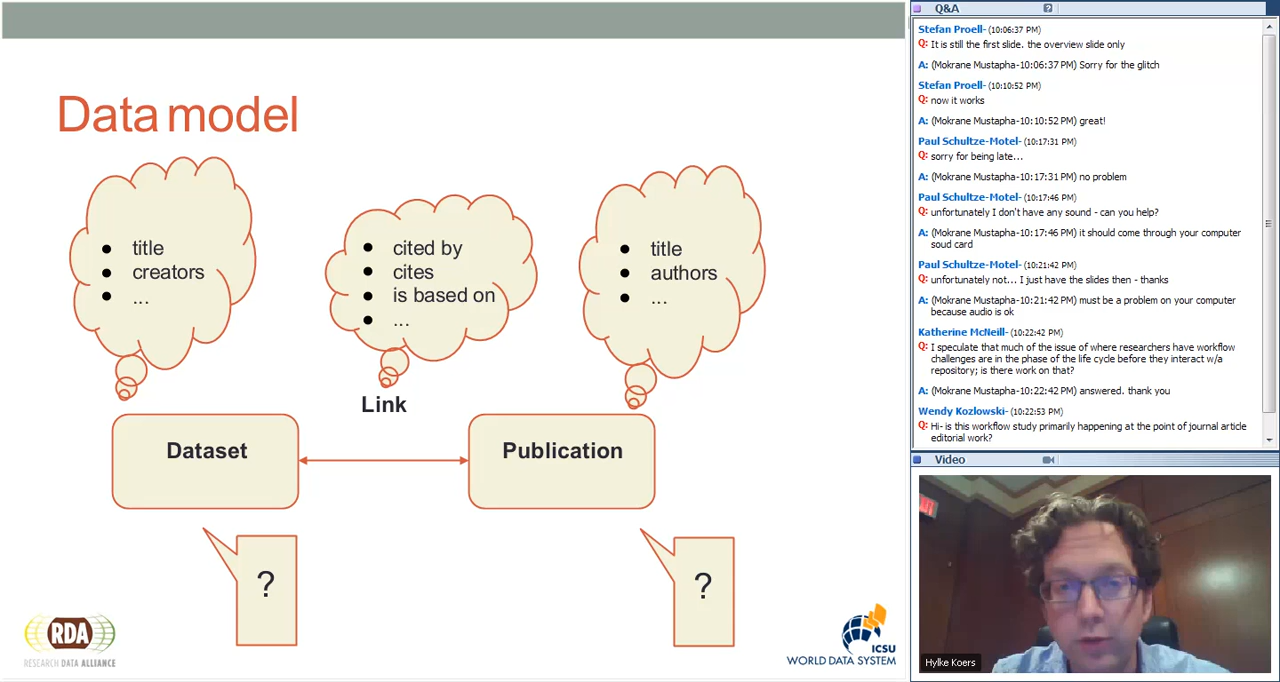 Data model
title
creators
...
cited by
cites
is based on
...
title
authors
...
Link
Dataset
Publication
?
?
RDA
RESEARCH DATA ALLIANCE
ICSU
WORLD DATA SYSTEM
Q&A
?
Stefan Proell- (10:06:37 PM)
Q: It is still the first slide. the overview slide only
A: (Mokrane Mustapha-10:06:37 PM) Sorry for the glitch
Stefan Proell- (10:10:52 PM)
Q: now it works
A: (Mokrane Mustapha-10:10:52 PM) great!
Paul Schultze-Motel- (10:17:31 PM)
Q: sorry for being late...
A: (Mokrane Mustapha-10:17:31 PM) no problem
Paul Schultze-Motel- (10:17:46 PM)
Q: unfortunately I don't have any sound - can you help?
A: (Mokrane Mustapha-10:17:46 PM) it should come through your computer
soud card
Paul Schultze-Motel- (10:21:42 PM)
Q: unfortunately not... I just have the slides then - thanks
A: (Mokrane Mustapha-10:21:42 PM) must be a problem on your computer
because audio is ok
Katherine McNeill- (10:22:42 PM)
Q: I speculate that much of the issue of where researchers have workflow
challenges are in the phase of the life cycle before they interact w/a
repository; is there work on that?
A: (Mokrane Mustapha-10:22:42 PM) answered. thank you
Wendy Kozlowski- (10:22:53 PM)
Q: Hi- is this workflow study primarily happening at the point of journal article
editorial work?
Video
Hylke Koers